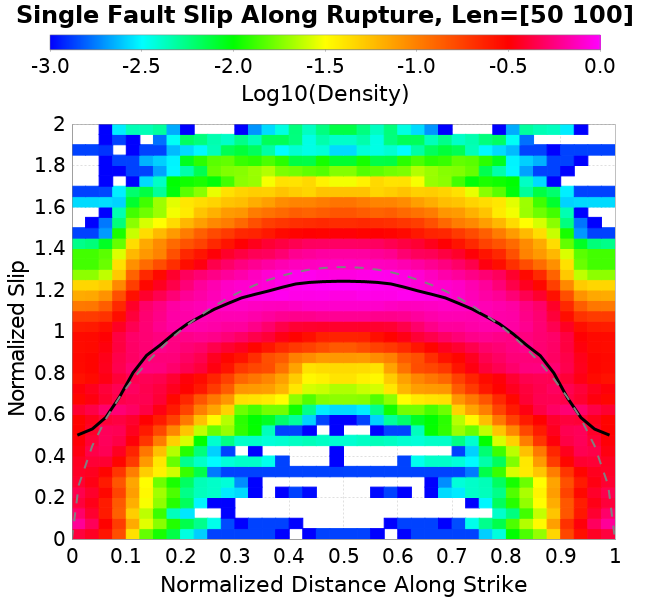 Single Fault Slip Along Rupture, Len=[50 100]
-3.0 -2.5 -2.0 -1.5 -1.0 -0.5 0.0
Log10(Density)
2
1.8
1.6
1.4
1.2
1
0.8
0.6
0.4
0.2
0
Normalized Slip
0 0.1 0.2 0.3 0.4 0.5 0.6 0.7 0.8 0.9 1
Normalized Distance Along Strike